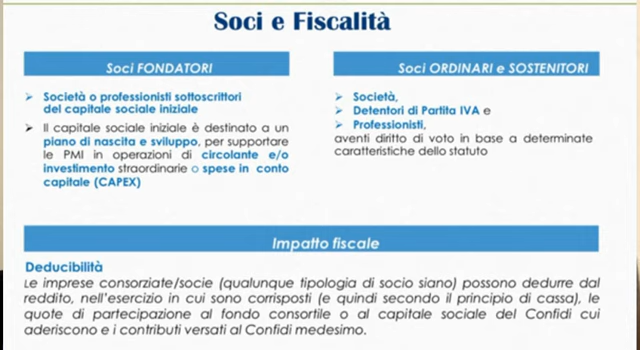 Soci e Fiscalità
Soci FONDATORI
Società o professionisti sottoscrittori
del capitale sociale iniziale
Il capitale sociale iniziale è destinato a un
piano di nascita e sviluppo, per supportare
le PMI in operazioni di circolante e/o
investimento straordinarie o spese in conto
capitale (CAPEX)
Soci ORDINARI e SOSTENITORI
Società,
Detentori di Partita IVA e
Professionisti,
aventi diritto di voto in base a determinate
caratteristiche dello statuto
Impatto fiscale
Deducibilità
Le imprese consorziate/socie (qualunque tipologia di socio siano) possono dedurre dal
reddito, nell'esercizio in cui sono corrisposti (e quindi secondo il principio di cassa), le
quote di partecipazione al fondo consortile o al capitale sociale del Confidi cui
aderiscono e i contributi versati al Confidi medesimo.